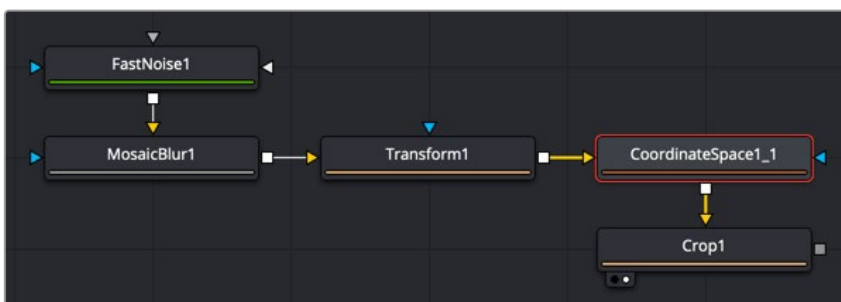 FastNoise1
MosaicBlur1
Transform1
CoordinateSpace1_1
Crop1